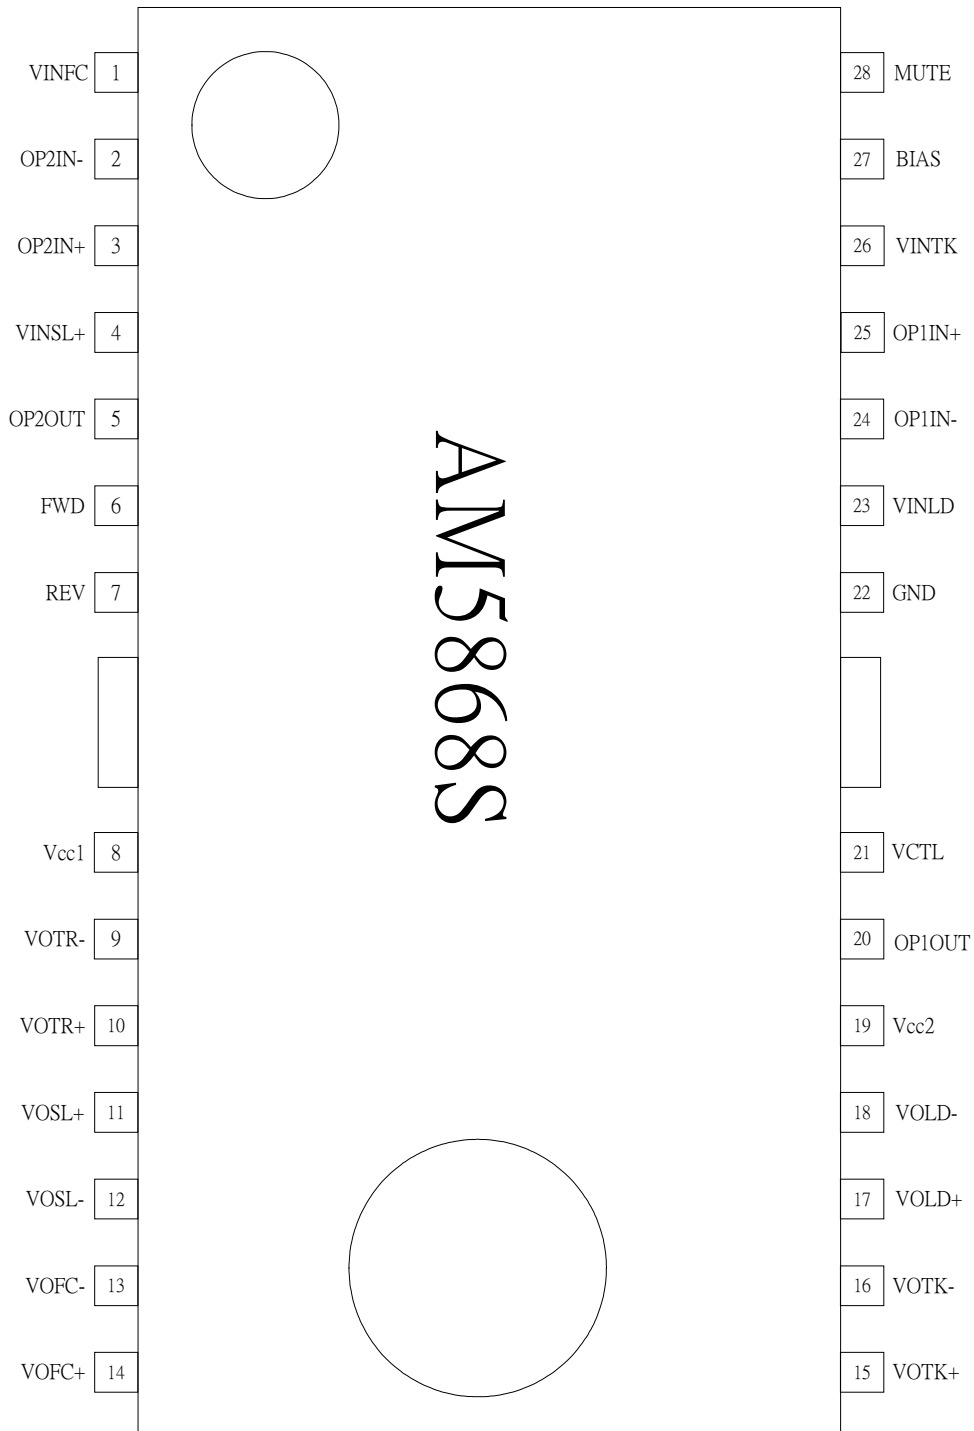 VINFC 1 28 MUTE
OP2IN- 2 27 BIAS
OP2IN+ 3 26 VINTK
VINSL+ 4 25 OP1IN+
OP2OUT 5 24 OP1IN-
FWD 6 23 VINLD
REV 7 22 GND
AM5868S
Vcc1 8 21 VCTL
VOTR- 9 20 OP1OUT
VOTR+ 10 19 Vcc2
VOSL+ 11 18 VOLD-
VOSL- 12 17 VOLD+
VOFC- 13 16 VOTK-
VOFC+ 14 15 VOTK+